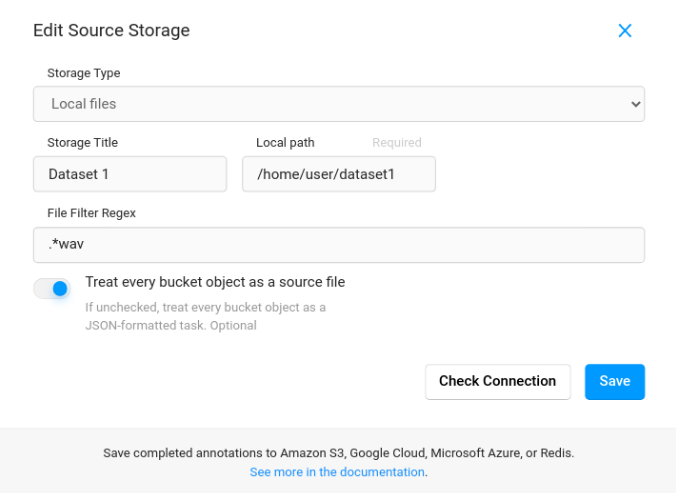 Edit Source Storage
Storage Type
Local files
Storage Title
Local path
Required
Dataset 1
/home/user/dataset1
File Filter Regex
.*wav
Treat every bucket object as a source file
If unchecked, treat every bucket object as a
JSON-formatted task. Optional
Check Connection
Save
Save completed annotations to Amazon S3, Google Cloud, Microsoft Azure, or Redis.
See more in the documentation.